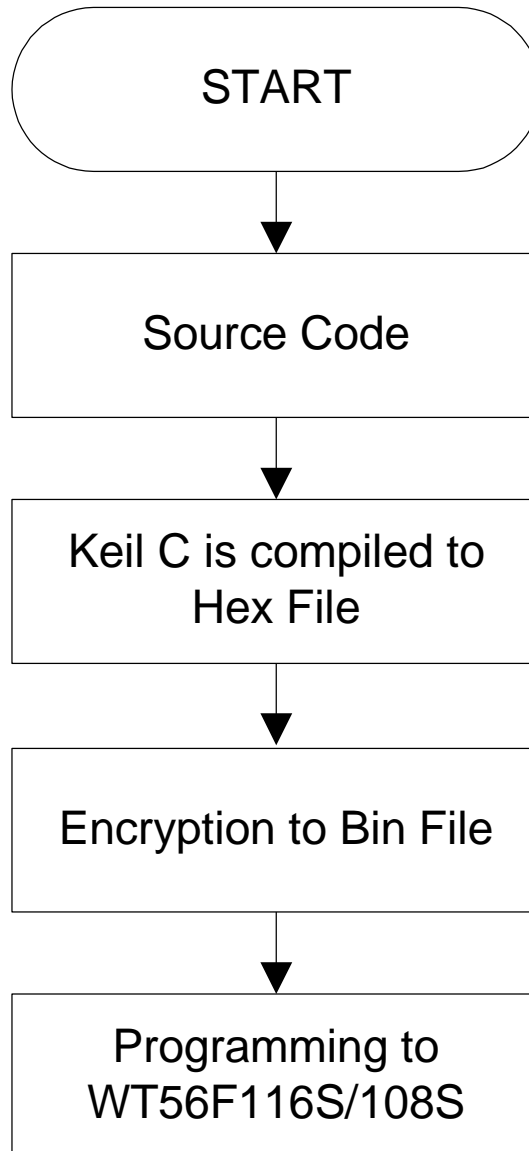 START
Source Code
Keil C is compiled to
Hex File
Encryption to Bin File
Programming to
WT56F116S/108S